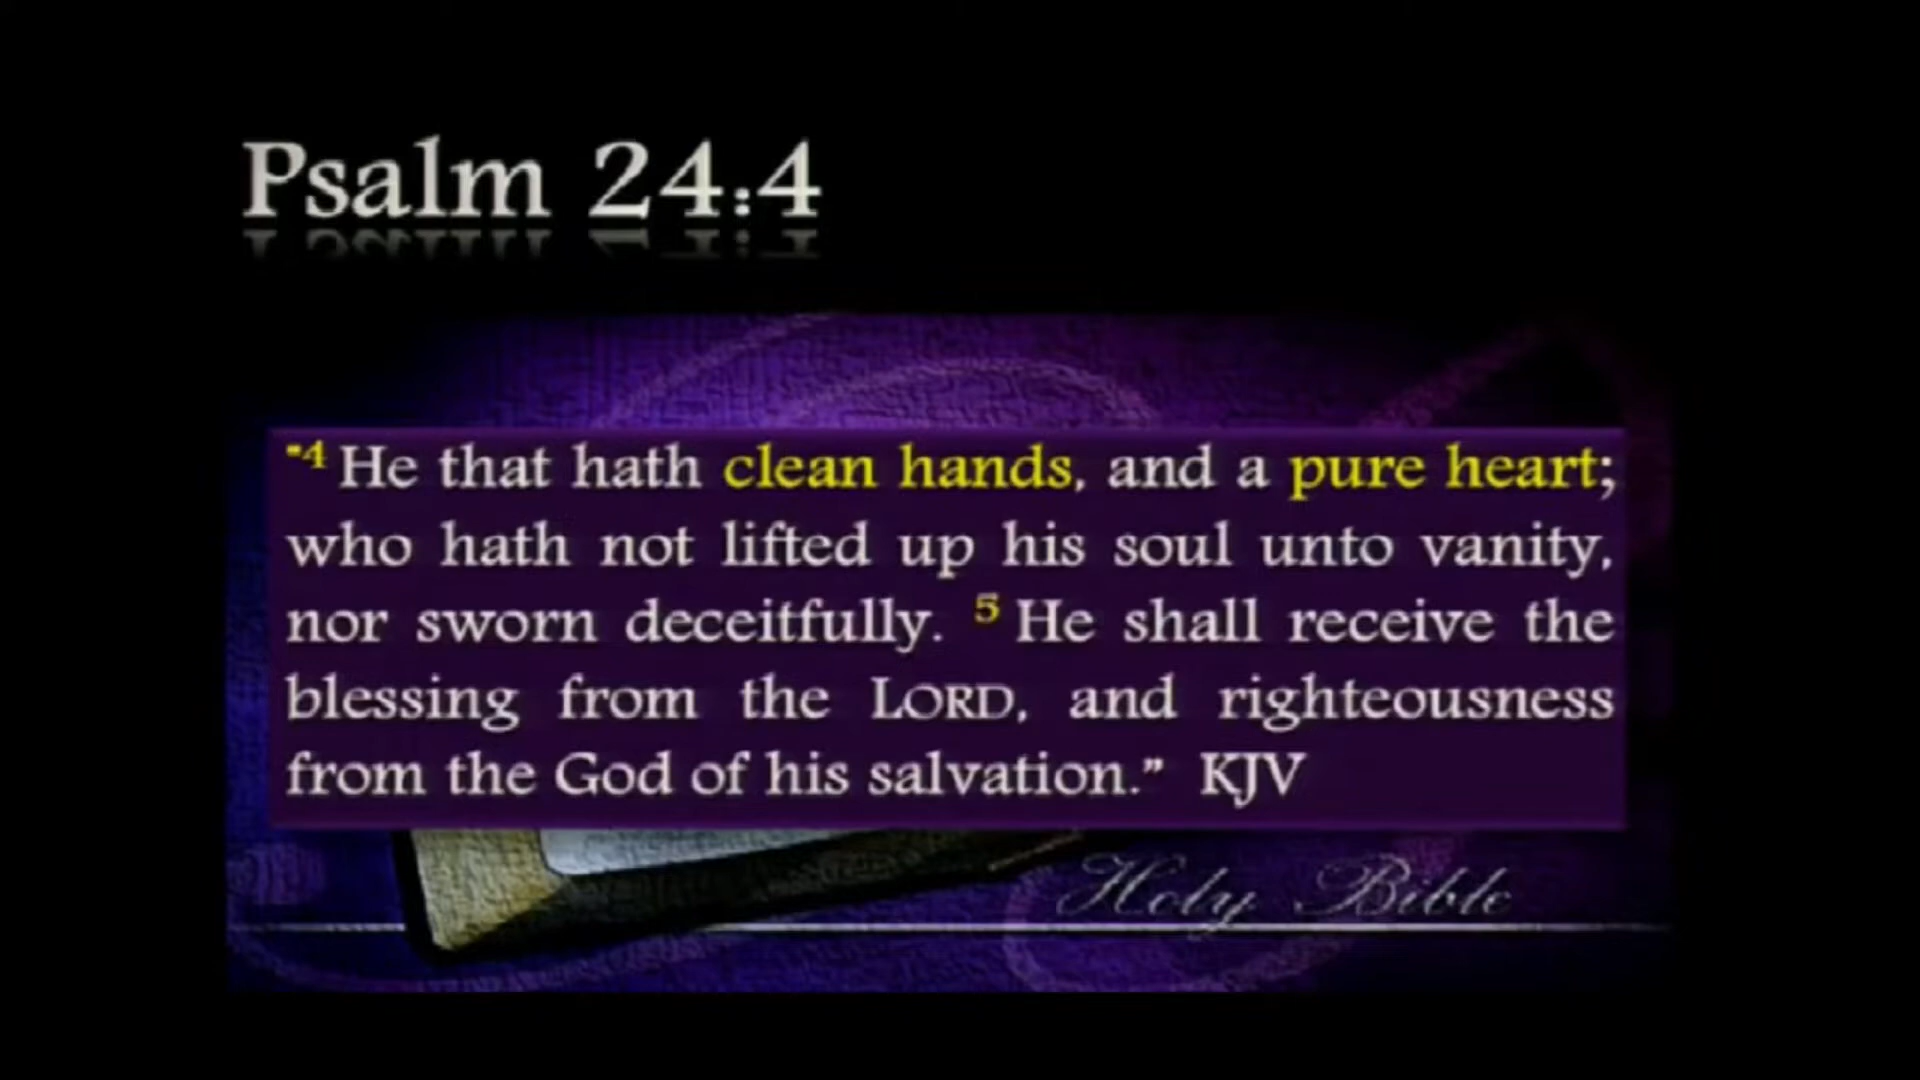 Psalm 24:4
"4 He that hath clean hands, and a pure heart;
who hath not lifted up his soul unto vanity,
nor sworn deceitfully. 5 He shall receive the
blessing from the LORD, and righteousness
from the God of his salvation.” KJV
Holy Bible